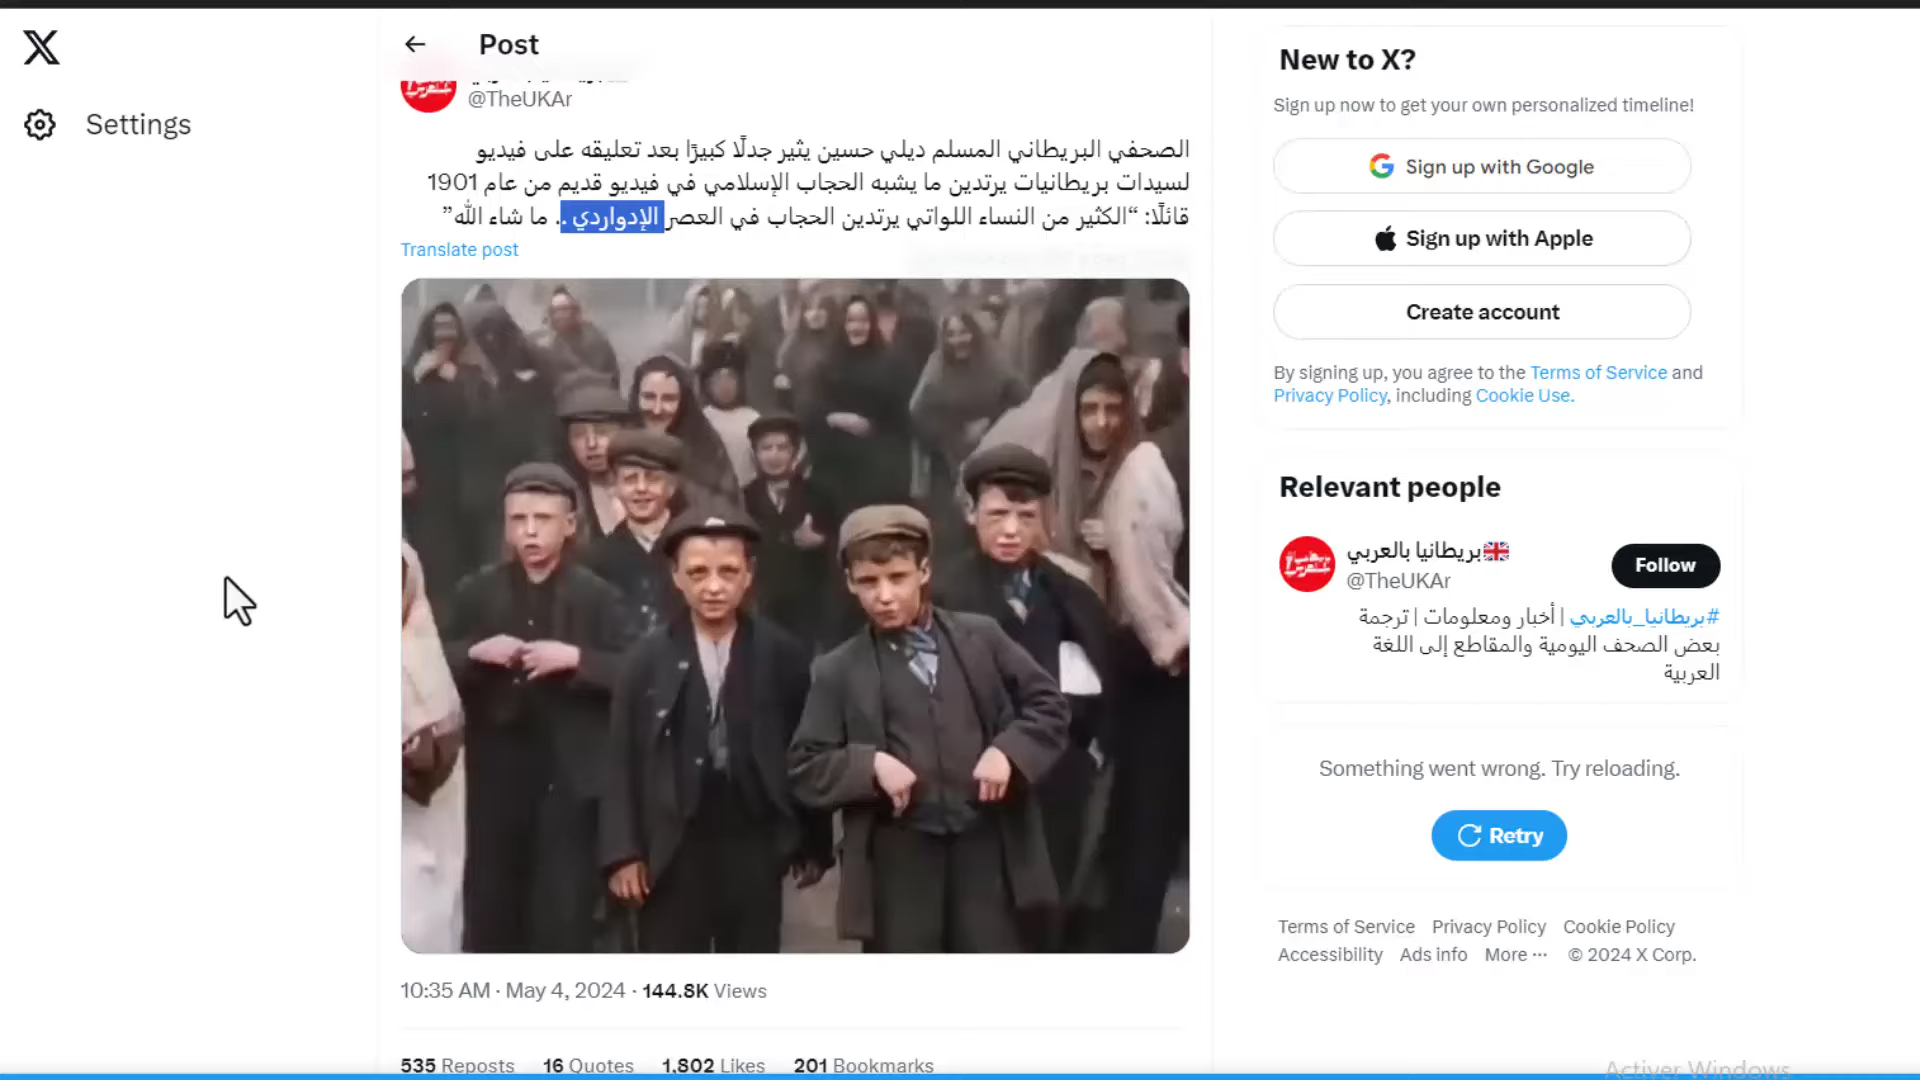 Post
@TheUKAr
الصحفي البريطاني المسلم ديلي حسين يثير جدلًا كبيرًا بعد تعليقه على فيديو
لسيدات بريطانيات يرتدين ما يشبه الحجاب الإسلامي في فيديو قديم من عام 1901
قائلًا: “الكثير من النساء اللواتي يرتدين الحجاب في العصر الإدواردي .. ما شاء الله”
Translate post
10:35 AM · May 4, 2024 · 144.8K Views
535 Reposts 16 Quotes 1,802 Likes 201 Bookmarks
Settings
New to X?
Sign up now to get your own personalized timeline!
Sign up with Google
Sign up with Apple
Create account
By signing up, you agree to the Terms of Service and
Privacy Policy, including Cookie Use.
Relevant people
بريطانيا بالعربي
@TheUKAr
Follow
#بريطانيا_بالعربي | أخبار ومعلومات | ترجمة
بعض الصحف اليومية والمقاطع إلى اللغة
العربية
Something went wrong. Try reloading.
Retry
Terms of Service Privacy Policy Cookie Policy
Accessibility Ads info More ··· © 2024 X Corp.
Activer Windows